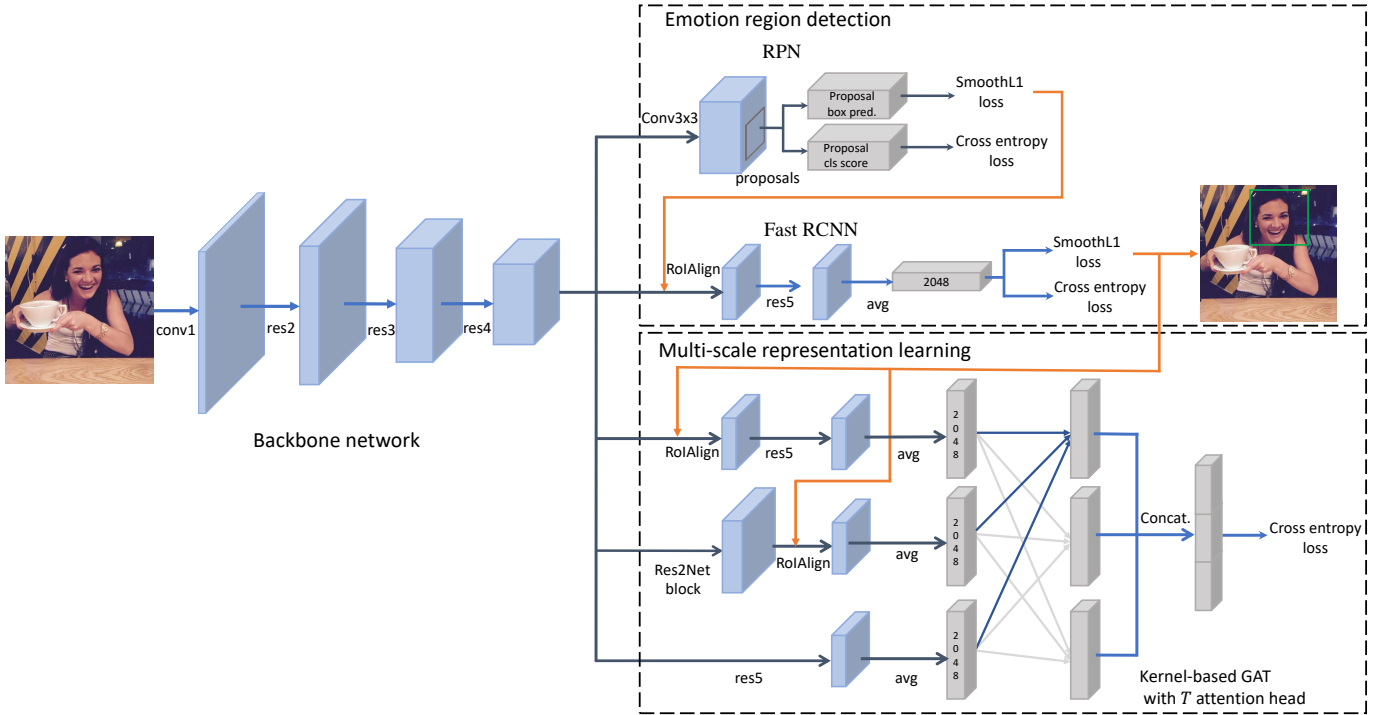 Emotion region detection
RPN
Conv3x3
Proposal
box pred.
SmoothL1
loss
Proposal
cls score
Cross entropy
loss
proposals
Fast RCNN
RoIAlign
res5
avg
2048
SmoothL1
loss
Cross entropy
loss
conv1
res2
res3
res4
Backbone network
Multi-scale representation learning
RoIAlign
res5
avg
2048
Res2Net
block
RoIAlign
avg
2048
res5
avg
2048
Concat.
Cross entropy
loss
Kernel-based GAT
with T attention head